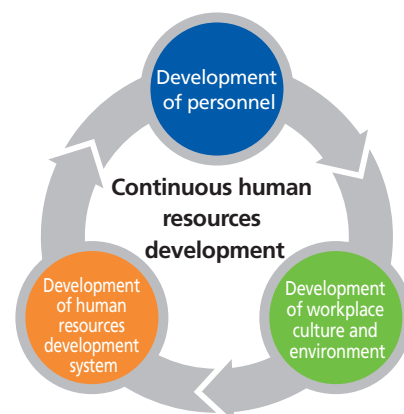 Development
of personnel
Continuous human
resources
development
Development
of human
resources
development
system
Development
of workplace
culture and
environment